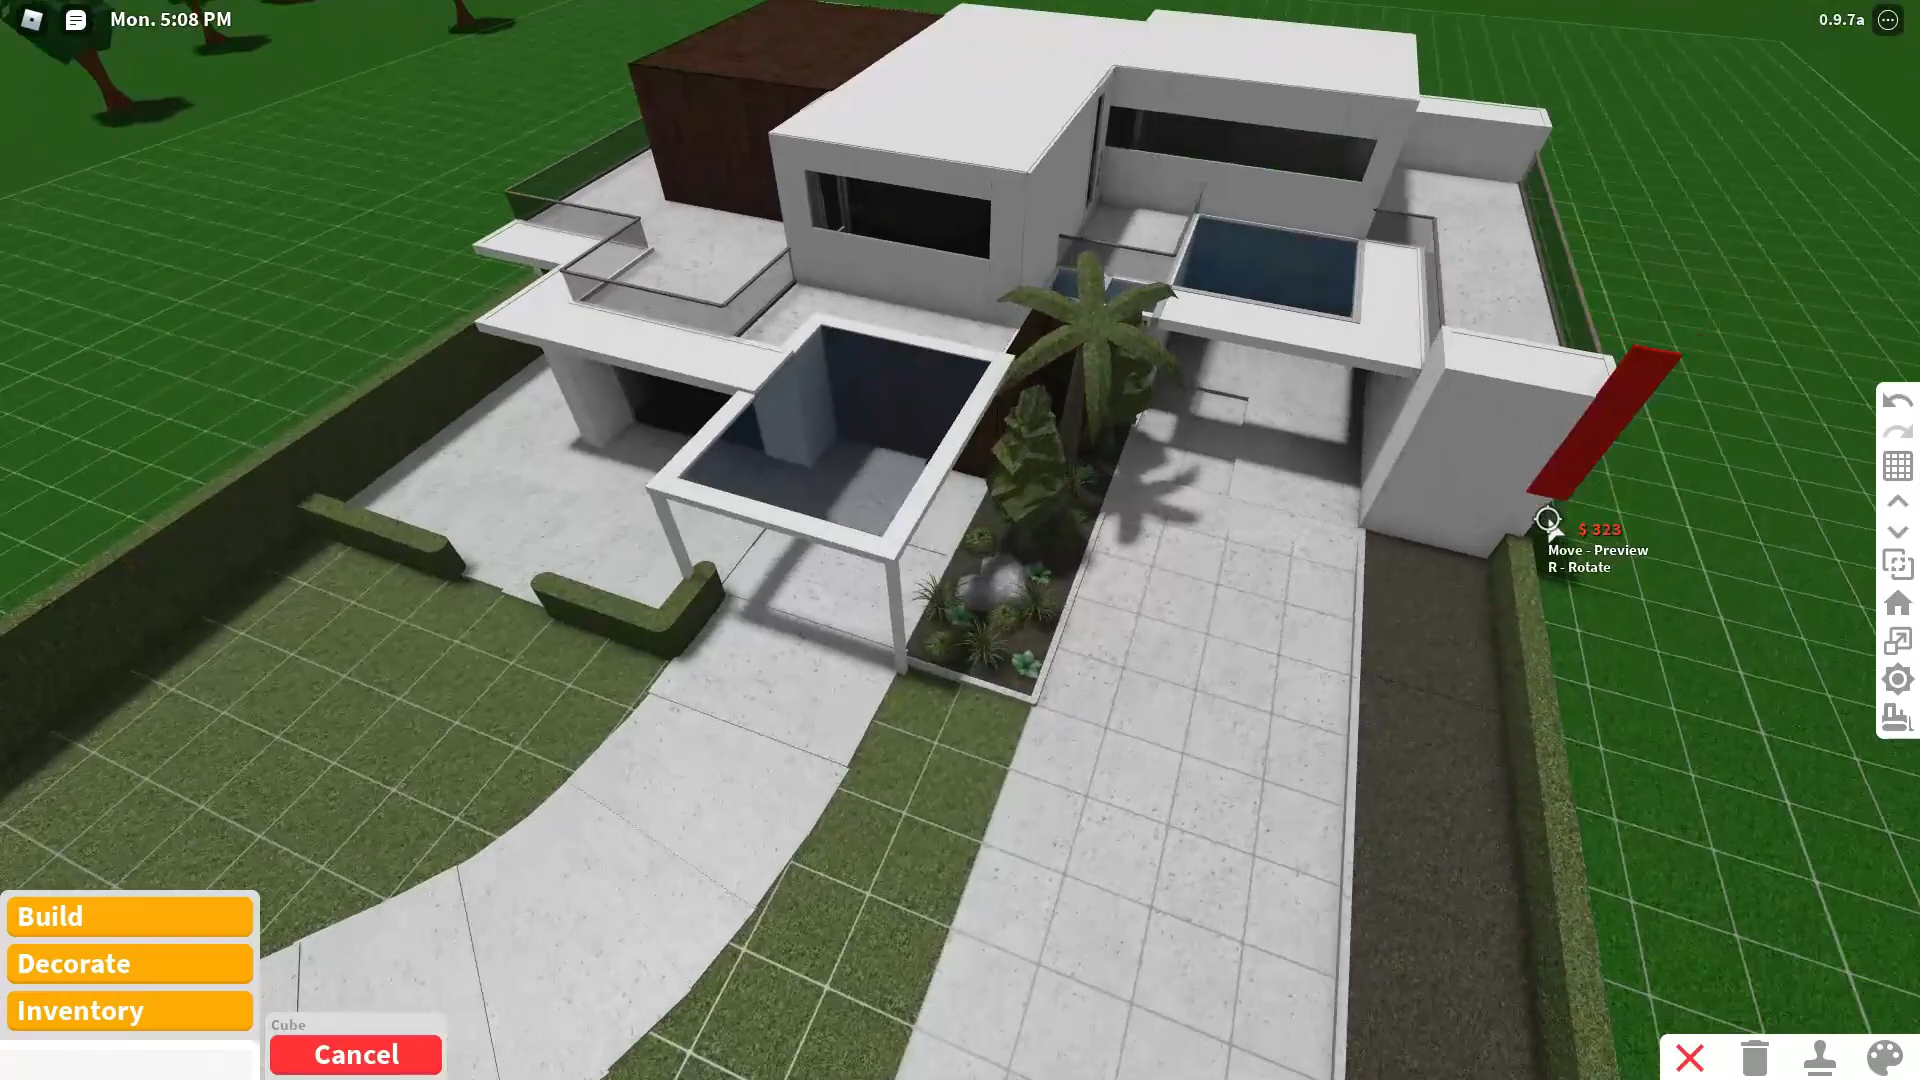 Mon. 5:08 PM
0.9.7a
$ 323
Move - Preview
R - Rotate
Build
Decorate
Inventory
Cube
Cancel